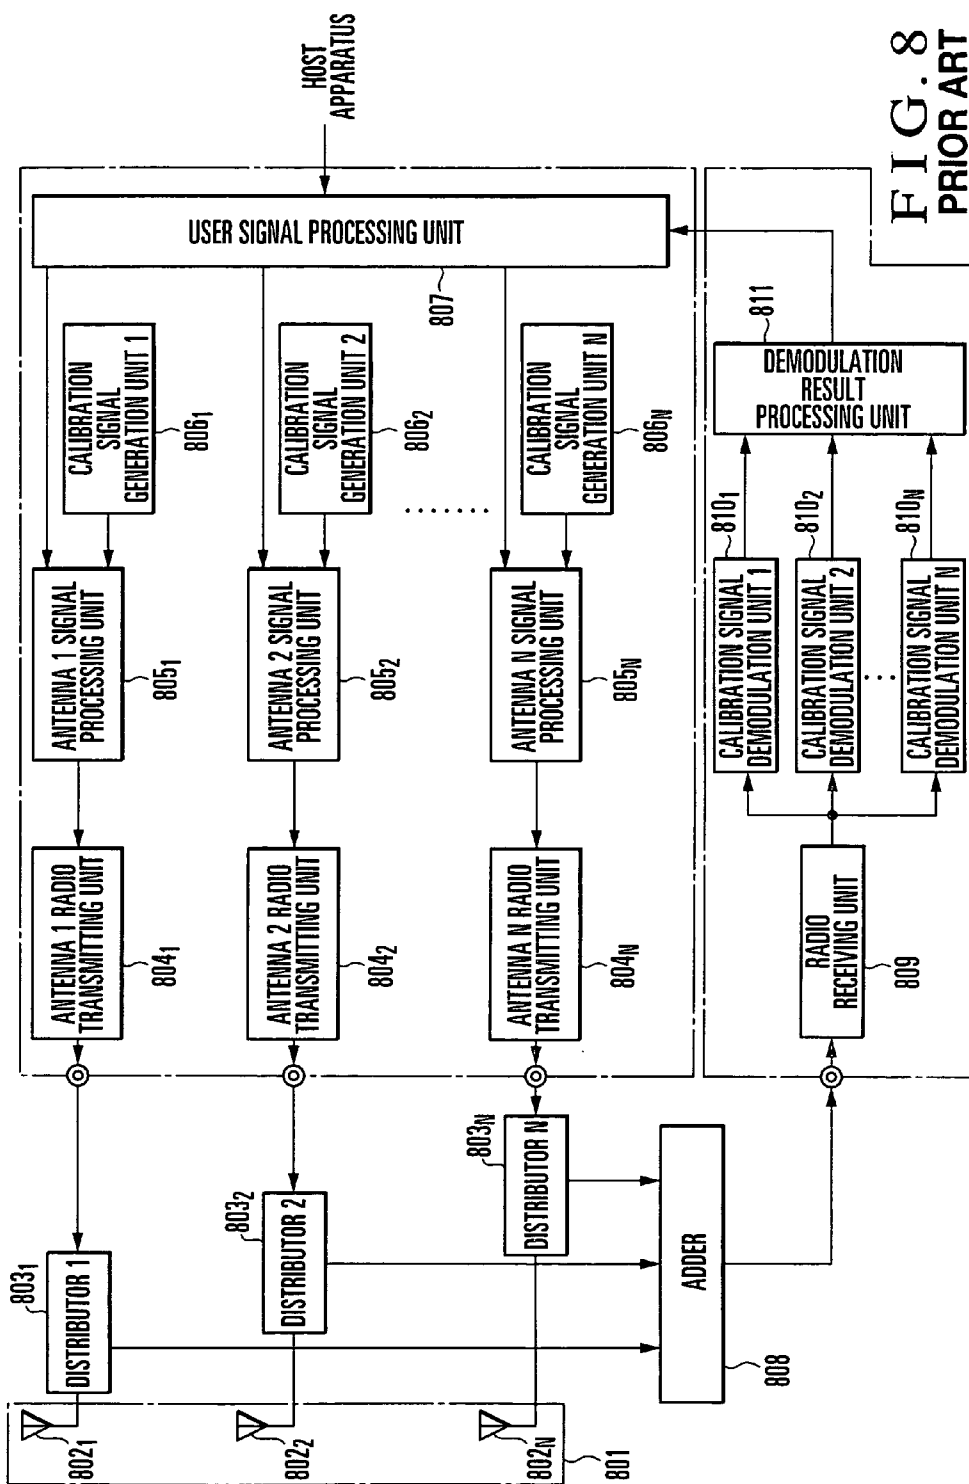 HOST
APPARATUS
USER SIGNAL PROCESSING UNIT
807
CALIBRATION
SIGNAL
GENERATION UNIT 1
806₁
CALIBRATION
SIGNAL
GENERATION UNIT 2
806₂
.......
CALIBRATION
SIGNAL
GENERATION UNIT N
806N
ANTENNA 1 SIGNAL
PROCESSING UNIT
805₁
ANTENNA 2 SIGNAL
PROCESSING UNIT
805₂
ANTENNA N SIGNAL
PROCESSING UNIT
805N
ANTENNA 1 RADIO
TRANSMITTING UNIT
804₁
ANTENNA 2 RADIO
TRANSMITTING UNIT
804₂
ANTENNA N RADIO
TRANSMITTING UNIT
804N
803₁
DISTRIBUTOR 1
803₂
DISTRIBUTOR 2
803N
DISTRIBUTOR N
802₁
802₂
802N
801
ADDER
808
RADIO
RECEIVING UNIT
809
810₁
CALIBRATION SIGNAL
DEMODULATION UNIT 1
810₂
CALIBRATION SIGNAL
DEMODULATION UNIT 2
.....
810N
CALIBRATION SIGNAL
DEMODULATION UNIT N
811
DEMODULATION
RESULT
PROCESSING UNIT
FIG. 8
PRIOR ART